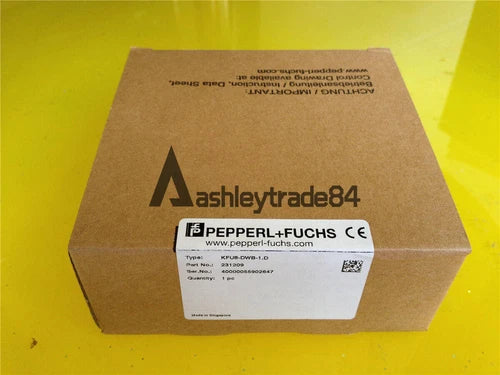 ACHTUNG / IMPORTANT:
Betriebsanleitung / Instruction, Data Sheet,
Control Drawing available at:
www.pepperl-fuchs.com
ashleytrade84
PEPPERL+FUCHS
www.pepperl-fuchs.com
CE
Type: KFU8-DWB-1.D
Part No.: 231209
Ser.No.: 40000055902647
Quantity: 1 pc
Made in Singapore